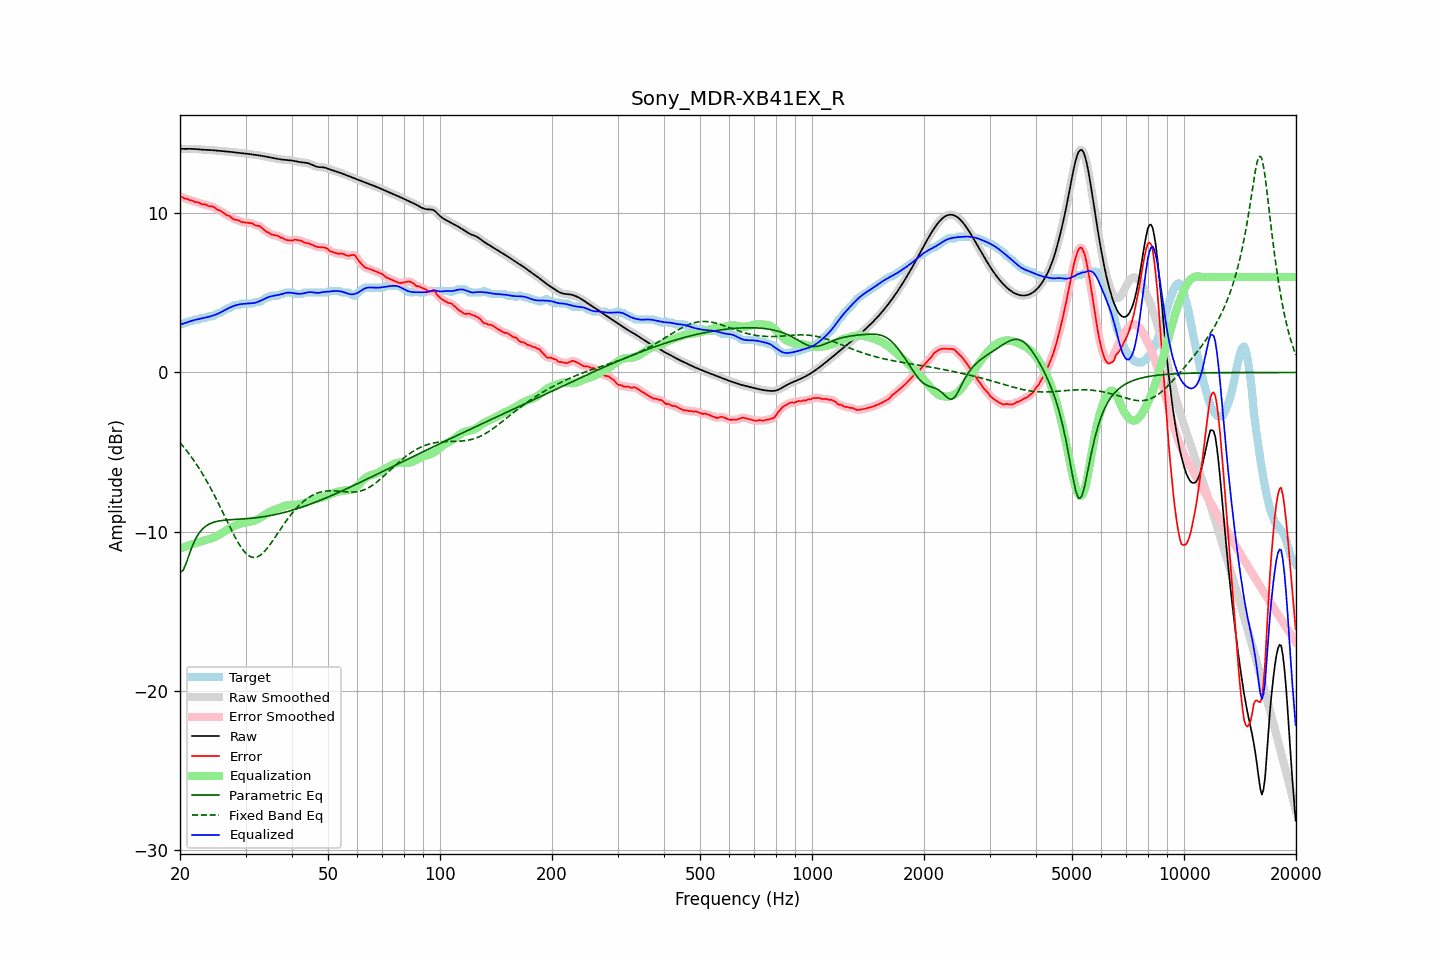 Sony_MDR-XB41EX_R
Amplitude (dBr)
10
0
−10
−20
−30
Target
Raw Smoothed
Error Smoothed
Raw
Error
Equalization
Parametric Eq
Fixed Band Eq
Equalized
20 50 100 200 500 1000 2000 5000 10000 20000
Frequency (Hz)